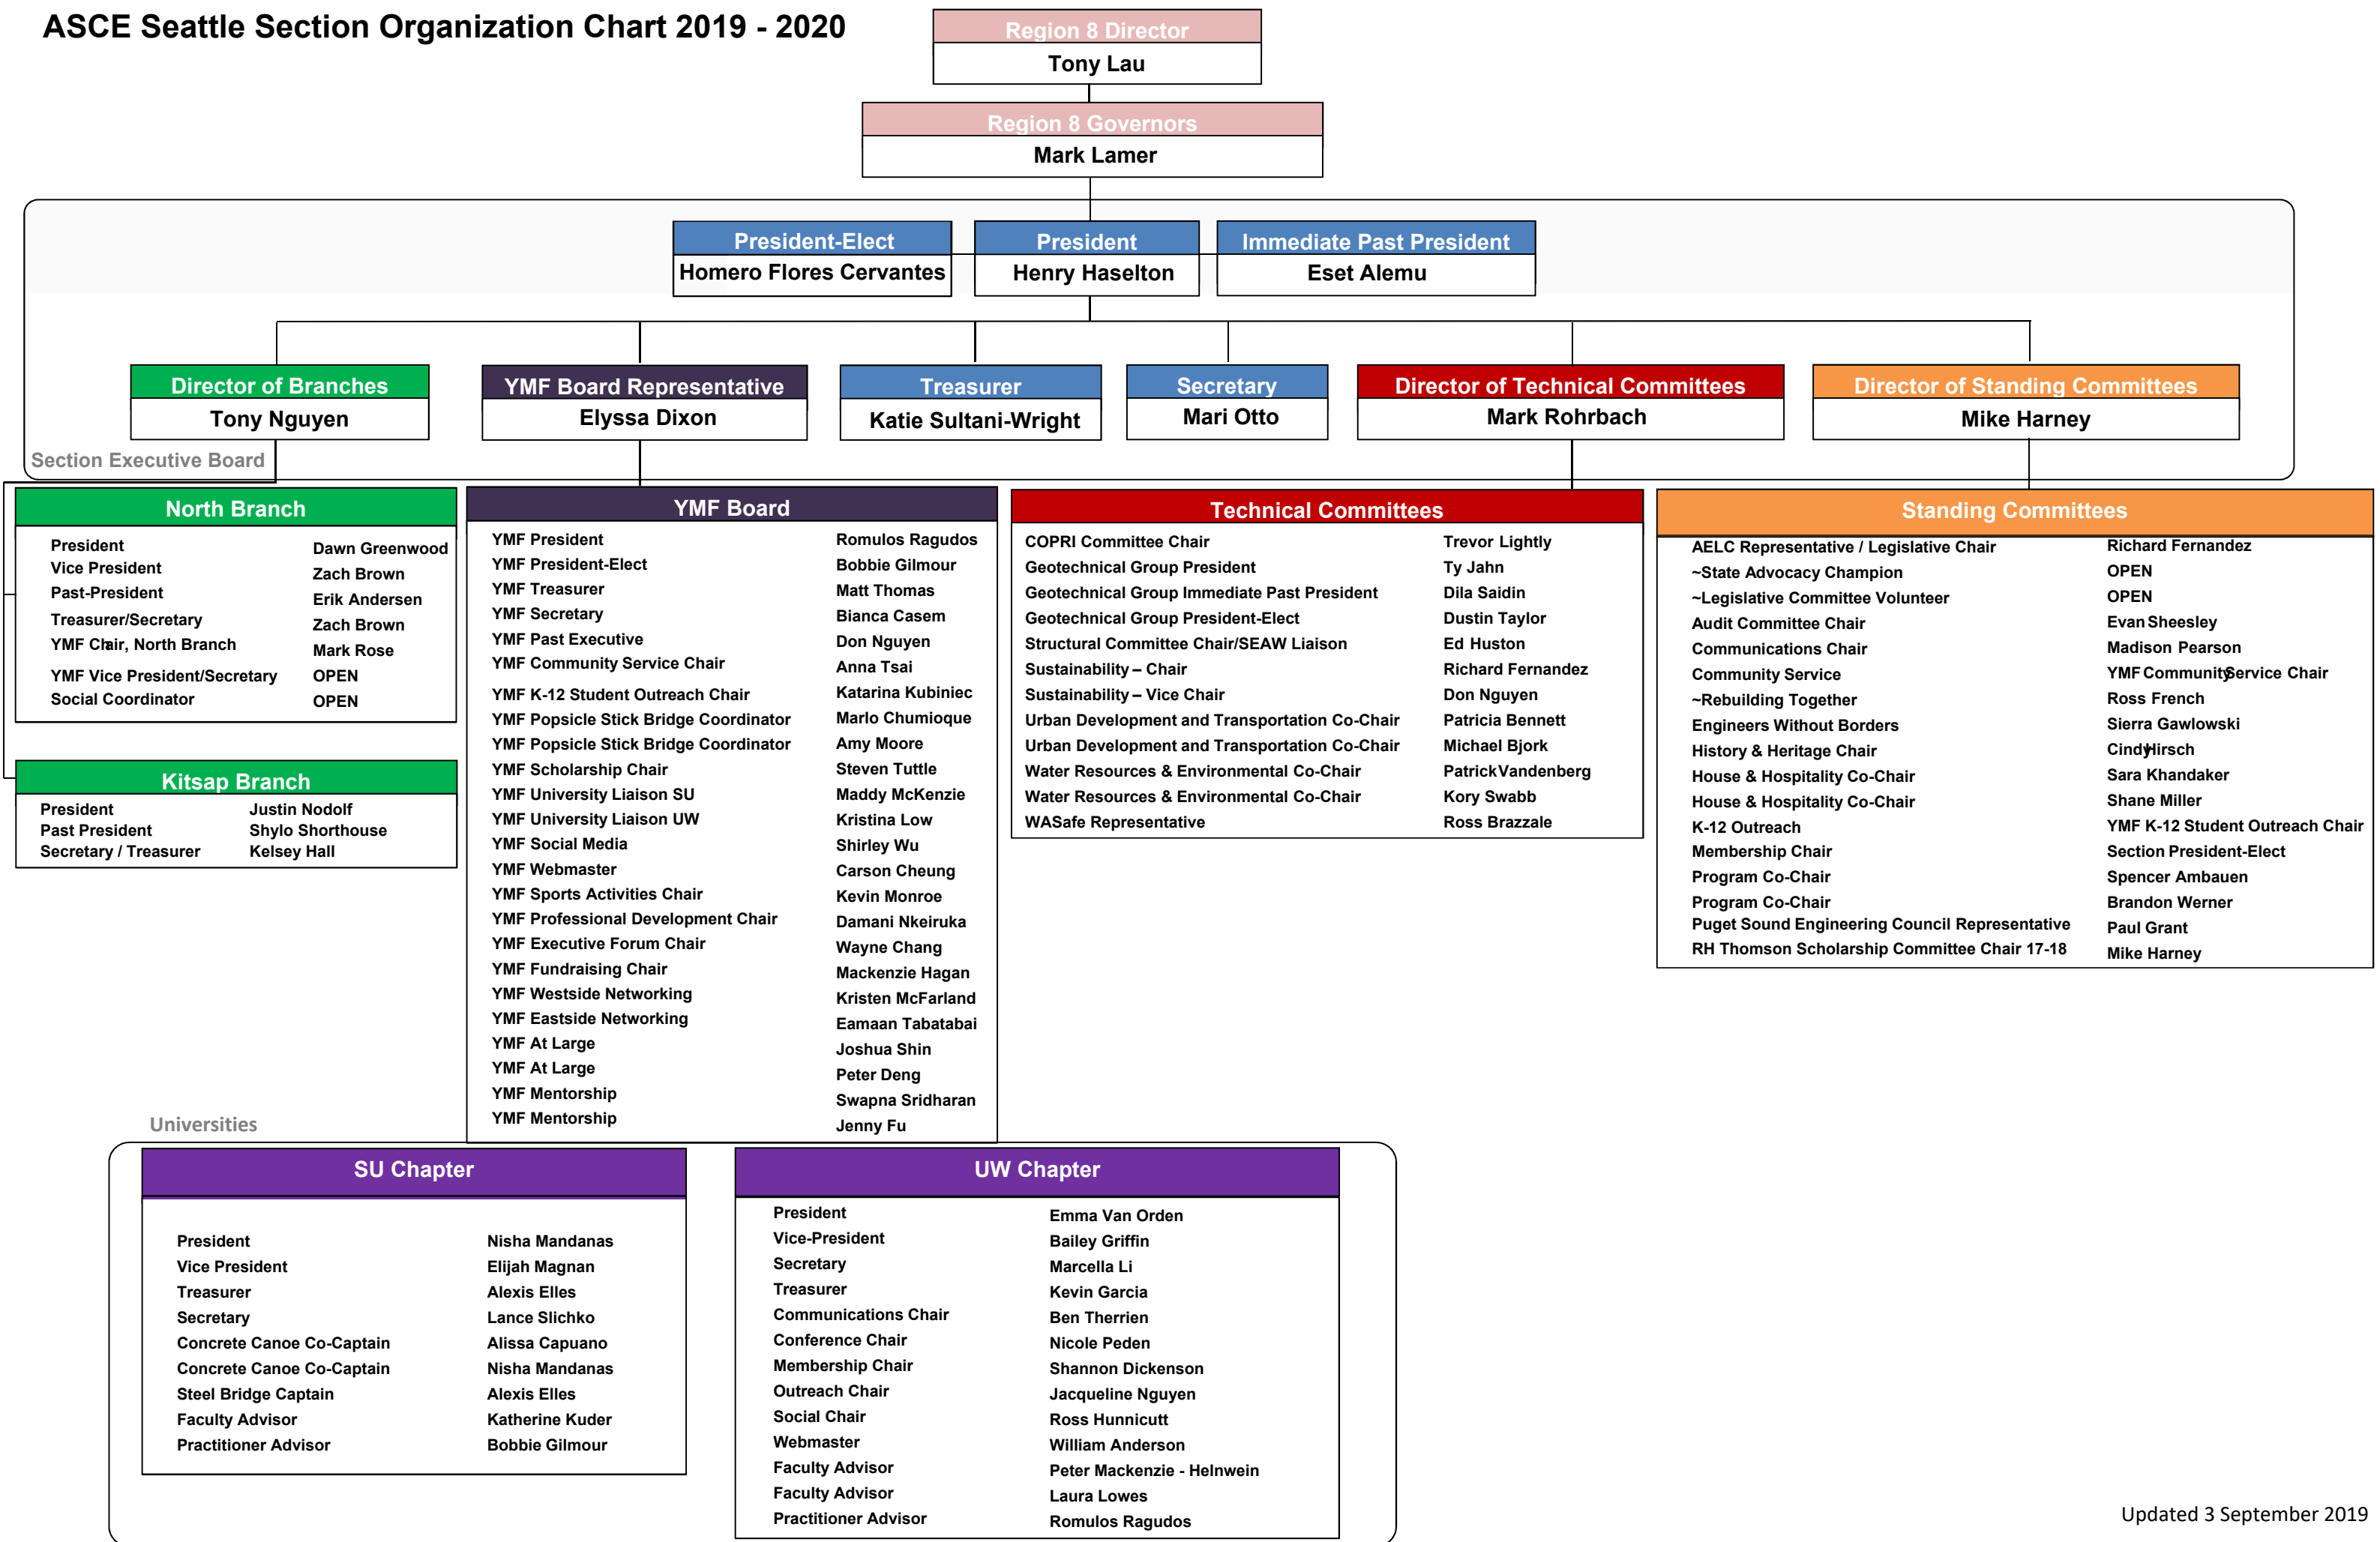 ASCE Seattle Section Organization Chart 2019 - 2020
Region 8 Director
Tony Lau
Region 8 Governors
Mark Lamer
President-Elect
Homero Flores Cervantes
President
Henry Haselton
Immediate Past President
Eset Alemu
Director of Branches
Tony Nguyen
YMF Board Representative
Elyssa Dixon
Treasurer
Katie Sultani-Wright
Secretary
Mari Otto
Director of Technical Committees
Mark Rohrbach
Director of Standing Committees
Mike Harney
Section Executive Board
North Branch
President Dawn Greenwood
Vice President Zach Brown
Past-President Erik Andersen
Treasurer/Secretary Zach Brown
YMF Chair, North Branch Mark Rose
YMF Vice President/Secretary OPEN
Social Coordinator OPEN
Kitsap Branch
President Justin Nodolf
Past President Shylo Shorthouse
Secretary / Treasurer Kelsey Hall
YMF Board
YMF President Romulos Ragudos
YMF President-Elect Bobbie Gilmour
YMF Treasurer Matt Thomas
YMF Secretary Bianca Casem
YMF Past Executive Don Nguyen
YMF Community Service Chair Anna Tsai
YMF K-12 Student Outreach Chair Katarina Kubiniec
YMF Popsicle Stick Bridge Coordinator Marlo Chumioque
YMF Popsicle Stick Bridge Coordinator Amy Moore
YMF Scholarship Chair Steven Tuttle
YMF University Liaison SU Maddy McKenzie
YMF University Liaison UW Kristina Low
YMF Social Media Shirley Wu
YMF Webmaster Carson Cheung
YMF Sports Activities Chair Kevin Monroe
YMF Professional Development Chair Damani Nkeiruka
YMF Executive Forum Chair Wayne Chang
YMF Fundraising Chair Mackenzie Hagan
YMF Westside Networking Kristen McFarland
YMF Eastside Networking Eamaan Tabatabai
YMF At Large Joshua Shin
YMF At Large Peter Deng
YMF Mentorship Swapna Sridharan
YMF Mentorship Jenny Fu
Technical Committees
COPRI Committee Chair Trevor Lightly
Geotechnical Group President Ty Jahn
Geotechnical Group Immediate Past President Dila Saidin
Geotechnical Group President-Elect Dustin Taylor
Structural Committee Chair/SEAW Liaison Ed Huston
Sustainability – Chair Richard Fernandez
Sustainability – Vice Chair Don Nguyen
Urban Development and Transportation Co-Chair Patricia Bennett
Urban Development and Transportation Co-Chair Michael Bjork
Water Resources & Environmental Co-Chair Patrick Vandenberg
Water Resources & Environmental Co-Chair Kory Swabb
WASafe Representative Ross Brazzale
Standing Committees
AELC Representative / Legislative Chair Richard Fernandez
~State Advocacy Champion OPEN
~Legislative Committee Volunteer OPEN
Audit Committee Chair Evan Sheesley
Communications Chair Madison Pearson
Community Service YMF Community Service Chair
~Rebuilding Together Ross French
Engineers Without Borders Sierra Gawlowski
History & Heritage Chair Cindy Hirsch
House & Hospitality Co-Chair Sara Khandaker
House & Hospitality Co-Chair Shane Miller
K-12 Outreach YMF K-12 Student Outreach Chair
Membership Chair Section President-Elect
Program Co-Chair Spencer Ambauen
Program Co-Chair Brandon Werner
Puget Sound Engineering Council Representative Paul Grant
RH Thomson Scholarship Committee Chair 17-18 Mike Harney
Universities
SU Chapter
President Nisha Mandanas
Vice President Elijah Magnan
Treasurer Alexis Elles
Secretary Lance Slichko
Concrete Canoe Co-Captain Alissa Capuano
Concrete Canoe Co-Captain Nisha Mandanas
Steel Bridge Captain Alexis Elles
Faculty Advisor Katherine Kuder
Practitioner Advisor Bobbie Gilmour
UW Chapter
President Emma Van Orden
Vice-President Bailey Griffin
Secretary Marcella Li
Treasurer Kevin Garcia
Communications Chair Ben Therrien
Conference Chair Nicole Peden
Membership Chair Shannon Dickenson
Outreach Chair Jacqueline Nguyen
Social Chair Ross Hunnicutt
Webmaster William Anderson
Faculty Advisor Peter Mackenzie - Helnwein
Faculty Advisor Laura Lowes
Practitioner Advisor Romulos Ragudos
Updated 3 September 2019